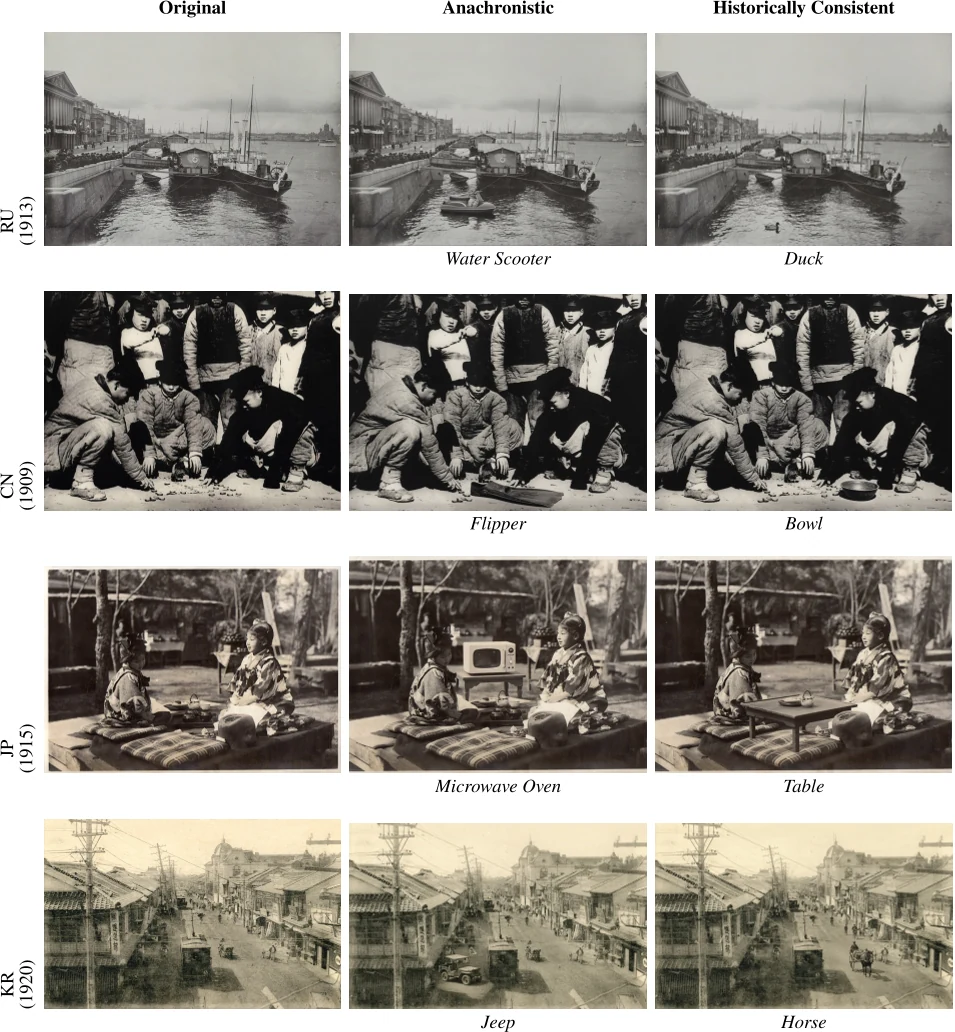 Original Anachronistic Historically Consistent
RU
(1913)
Water Scooter Duck
CN
(1909)
Flipper Bowl
JP
(1915)
Microwave Oven Table
KR
(1920)
Jeep Horse